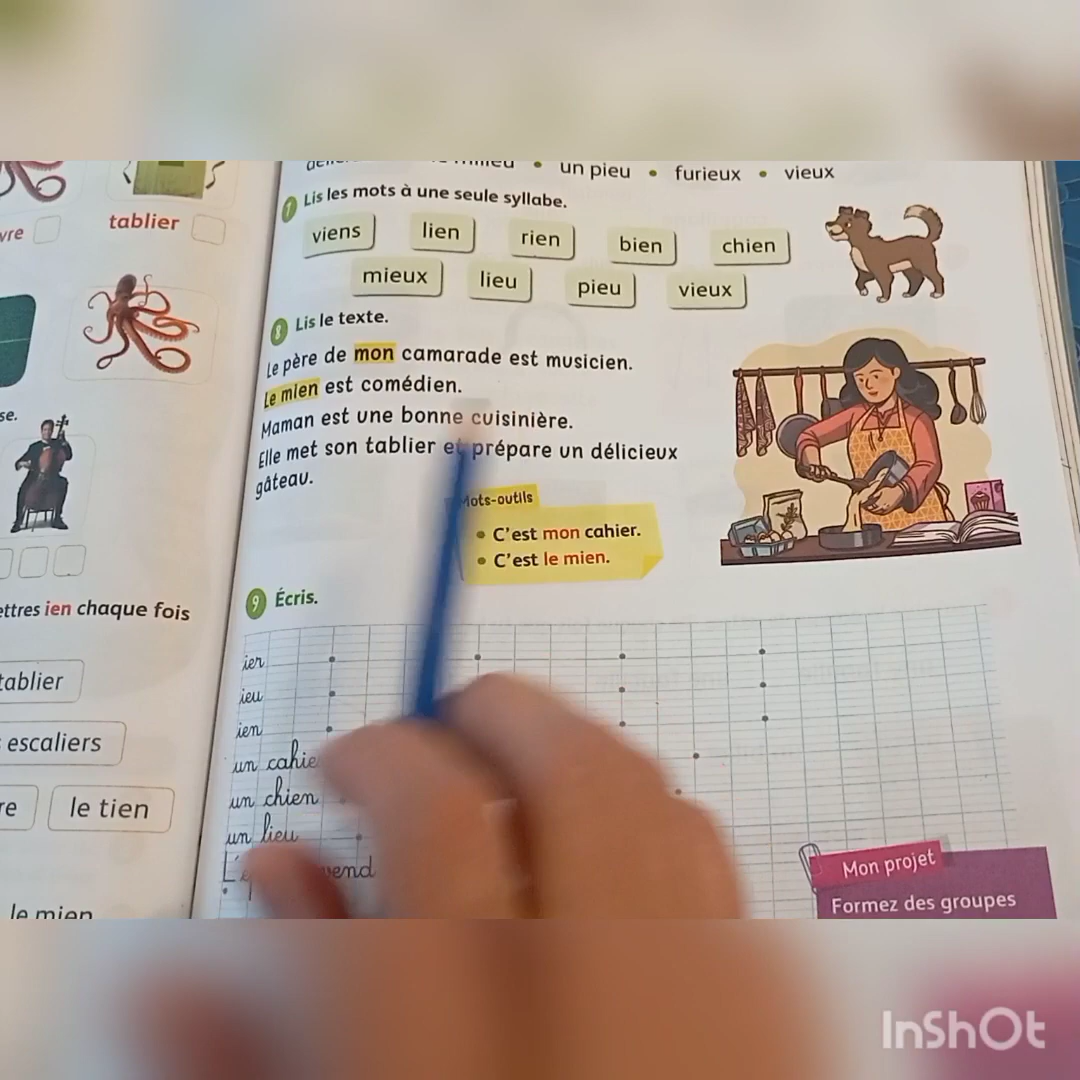 un pieu • furieux • vieux
7 Lis les mots à une seule syllabe.
viens lien rien bien chien
mieux lieu pieu vieux
8 Lis le texte.
Le père de mon camarade est musicien.
Le mien est comédien.
Maman est une bonne cuisinière.
Elle met son tablier et prépare un délicieux
gâteau.
Mots-outils
• C'est mon cahier.
• C'est le mien.
9 Écris.
ier
ieu
ien
un
un chien
un lieu
Mon projet
Formez des groupes
tablier
ien chaque fois
tablier
escaliers
le tien
le mien
InShOt